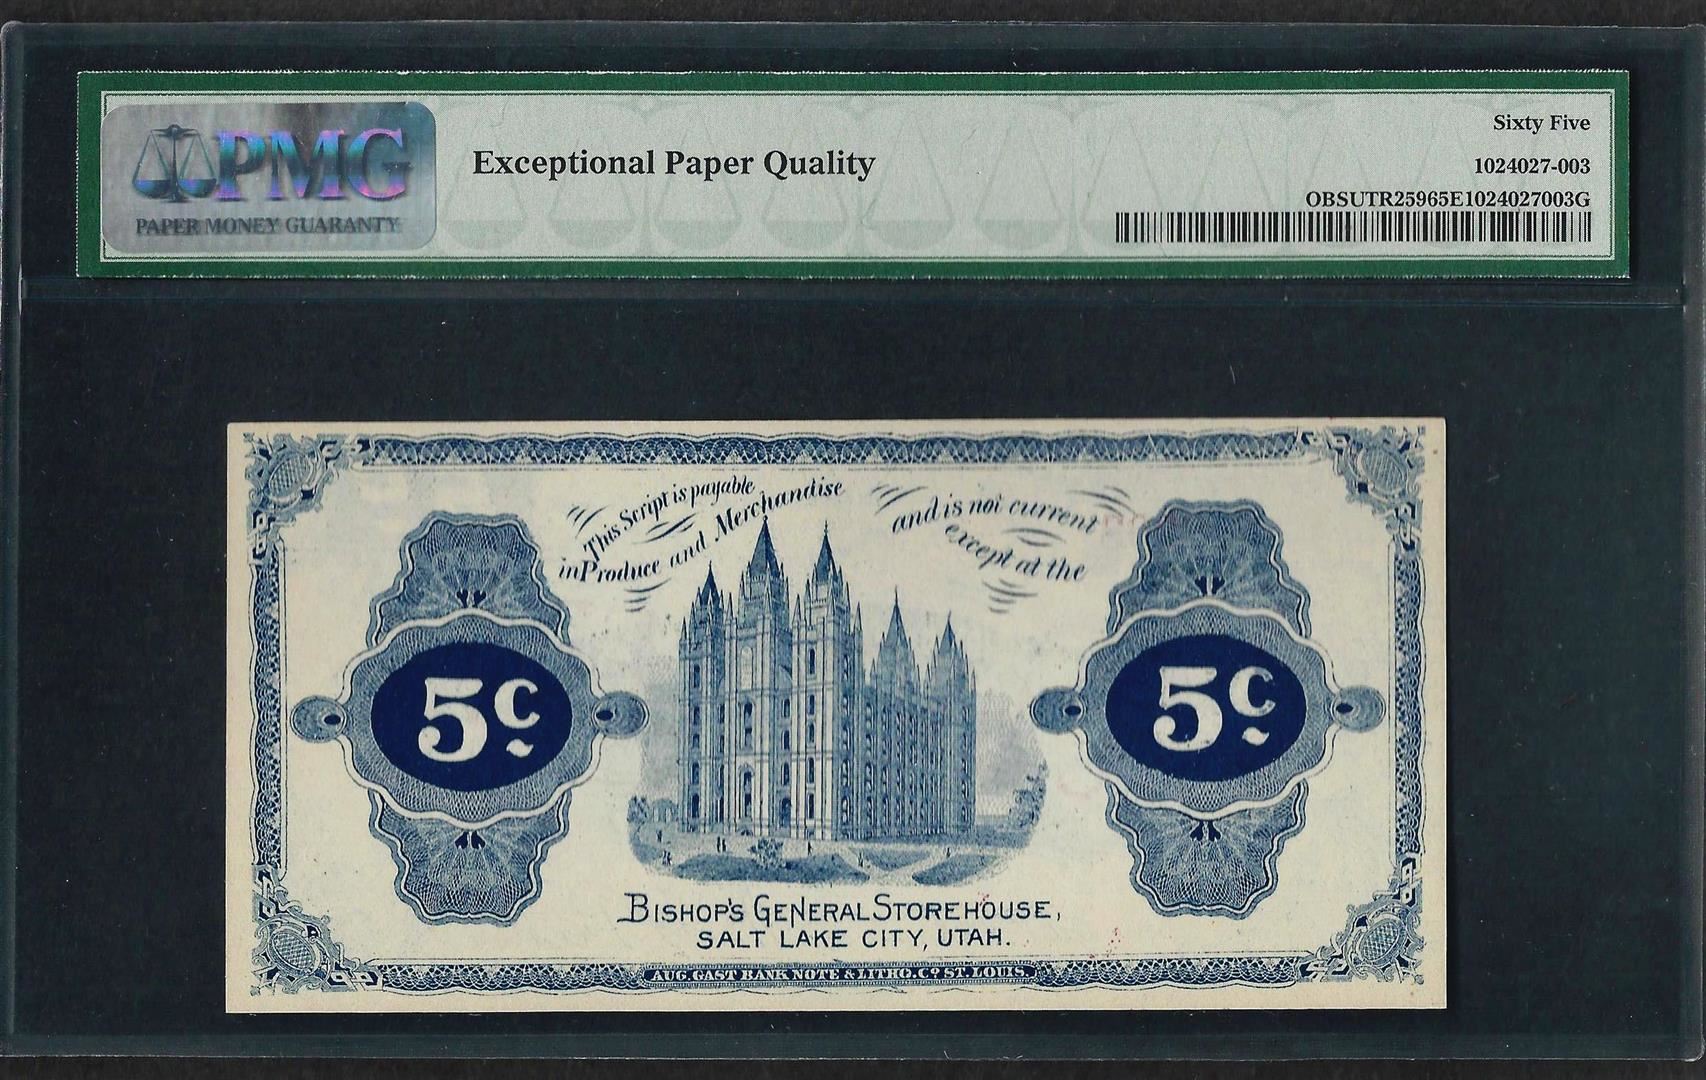 PMG
PAPER MONEY GUARANTY
Exceptional Paper Quality
Sixty Five
1024027-003
OBSUTR25965E1024027003G
This Script is payable
in Produce and Merchandise
and is not current
except at the
5c
5c
BISHOP'S GENERAL STOREHOUSE,
SALT LAKE CITY, UTAH.
AUG. GAST BANK NOTE & LITHO. Co ST. LOUIS.